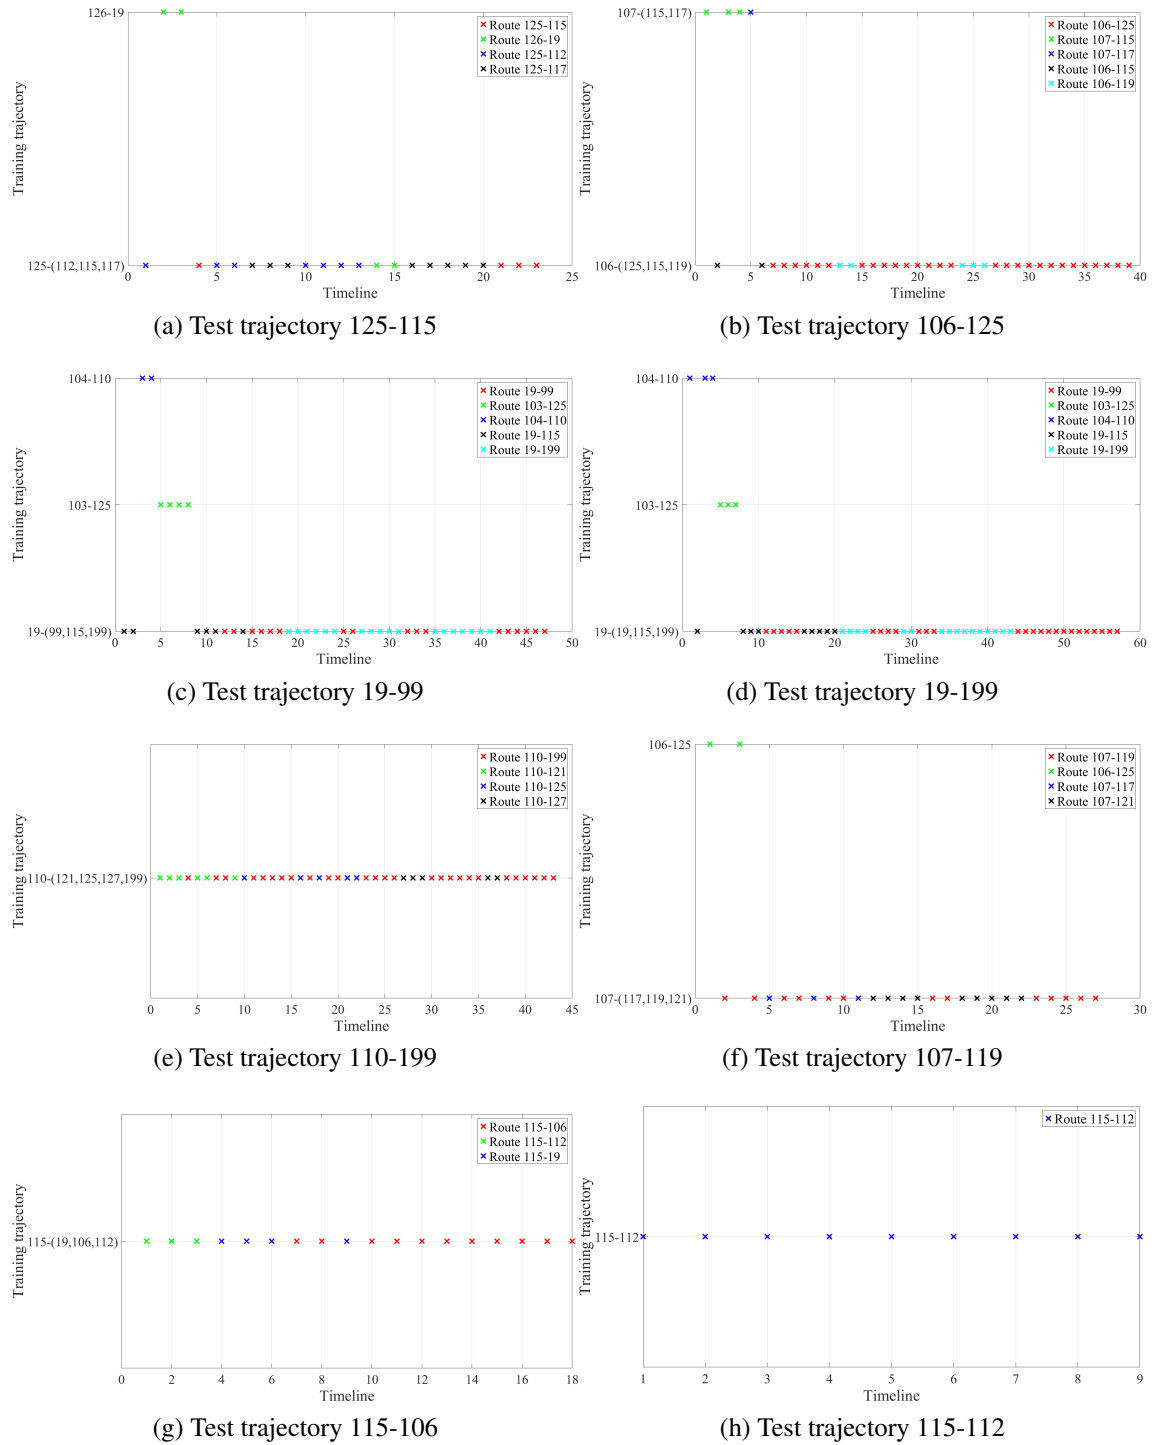 126-19
Training trajectory
125-(112,115,117)
0 5 10 15 20 25
Timeline
Route 125-115
Route 126-19
Route 125-112
Route 125-117
(a) Test trajectory 125-115
107-(115,117)
Training trajectory
106-(125,115,119)
0 5 10 15 20 25 30 35 40
Timeline
Route 106-125
Route 107-115
Route 107-117
Route 106-115
Route 106-119
(b) Test trajectory 106-125
104-110
103-125
Training trajectory
19-(99,115,199)
0 5 10 15 20 25 30 35 40 45 50
Timeline
Route 19-99
Route 103-125
Route 104-110
Route 19-115
Route 19-199
(c) Test trajectory 19-99
104-110
103-125
Training trajectory
19-(19,115,199)
0 10 20 30 40 50 60
Timeline
Route 19-99
Route 103-125
Route 104-110
Route 19-115
Route 19-199
(d) Test trajectory 19-199
Training trajectory
110-(121,125,127,199)
0 5 10 15 20 25 30 35 40 45
Timeline
Route 110-199
Route 110-121
Route 110-125
Route 110-127
(e) Test trajectory 110-199
106-125
Training trajectory
107-(117,119,121)
0 5 10 15 20 25 30
Timeline
Route 107-119
Route 106-125
Route 107-117
Route 107-121
(f) Test trajectory 107-119
Training trajectory
115-(19,106,112)
0 2 4 6 8 10 12 14 16 18
Timeline
Route 115-106
Route 115-112
Route 115-19
(g) Test trajectory 115-106
Training trajectory
115-112
1 2 3 4 5 6 7 8 9
Timeline
Route 115-112
(h) Test trajectory 115-112